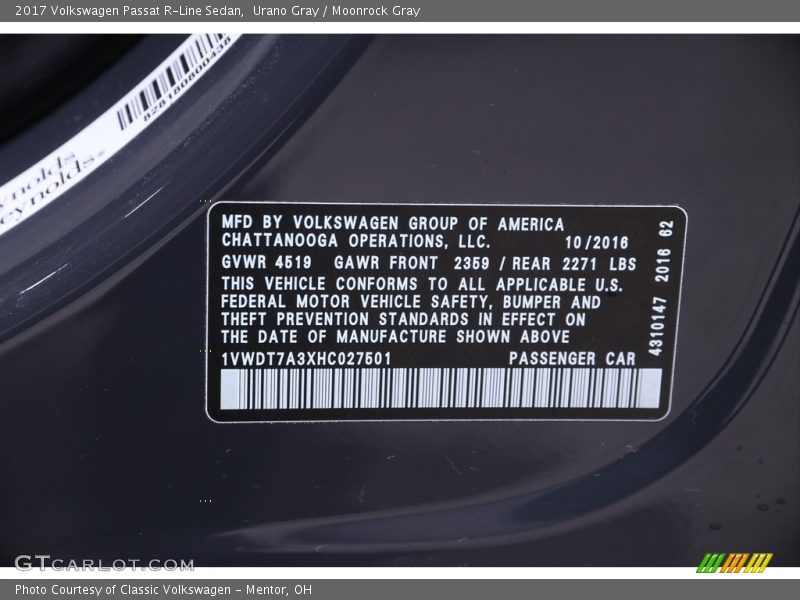 2017 Volkswagen Passat R-Line Sedan,  Urano Gray / Moonrock Gray
828180800438
eynolds
MFD BY VOLKSWAGEN GROUP OF AMERICA
CHATTANOOGA OPERATIONS, LLC. 10/2016
GVWR 4519 GAWR FRONT 2359 / REAR 2271 LBS
THIS VEHICLE CONFORMS TO ALL APPLICABLE U.S.
FEDERAL MOTOR VEHICLE SAFETY, BUMPER AND
THEFT PREVENTION STANDARDS IN EFFECT ON
THE DATE OF MANUFACTURE SHOWN ABOVE
1VWDT7A3XHC027501 PASSENGER CAR
4310147 2016 62
GTCARLOT.COM
Photo Courtesy of Classic Volkswagen - Mentor, OH